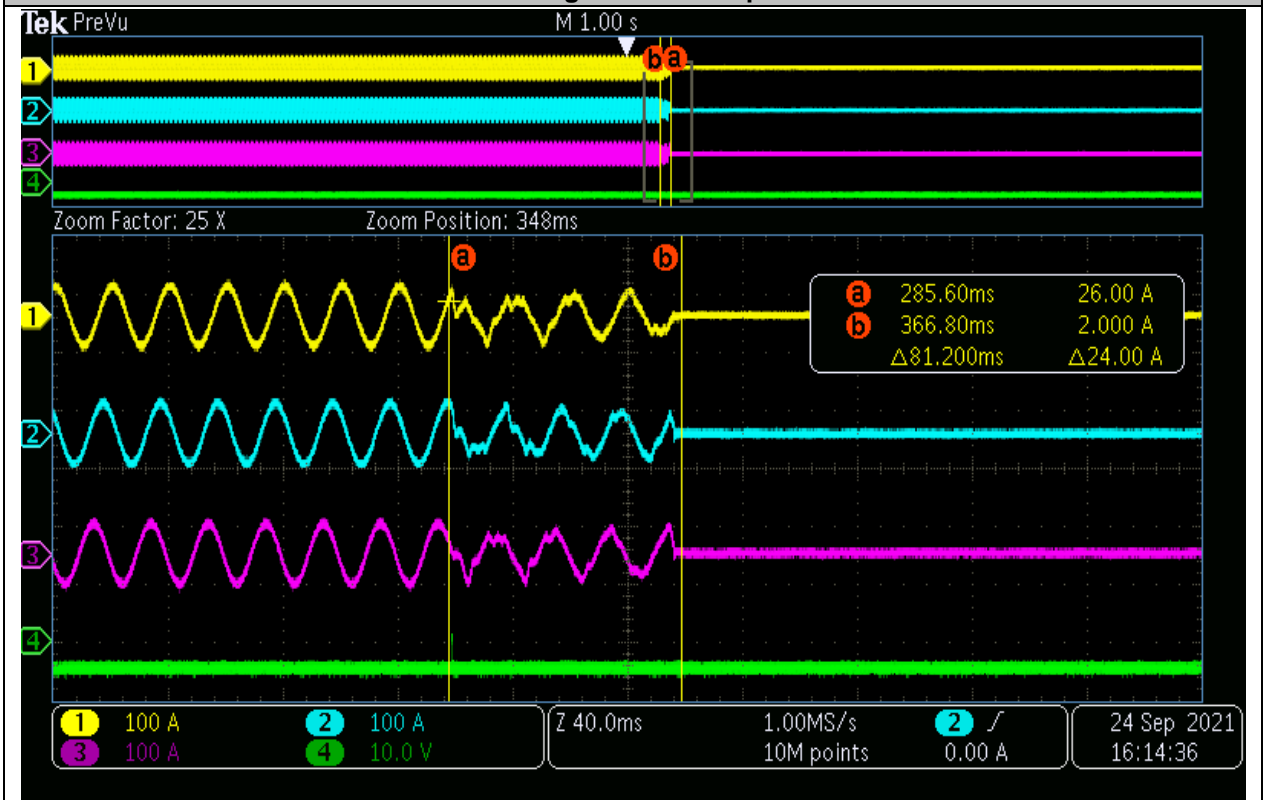 Tek PreVu M 1.00 s
b a
1
2
3
4
Zoom Factor: 25 X Zoom Position: 348ms
a b
1
a 285.60ms 26.00 A
b 366.80ms 2.000 A
△81.200ms △24.00 A
2
3
4
1 100 A 2 100 A Z 40.0ms 1.00MS/s 2 / 24 Sep 2021
3 100 A 4 10.0 V 10M points 0.00 A 16:14:36